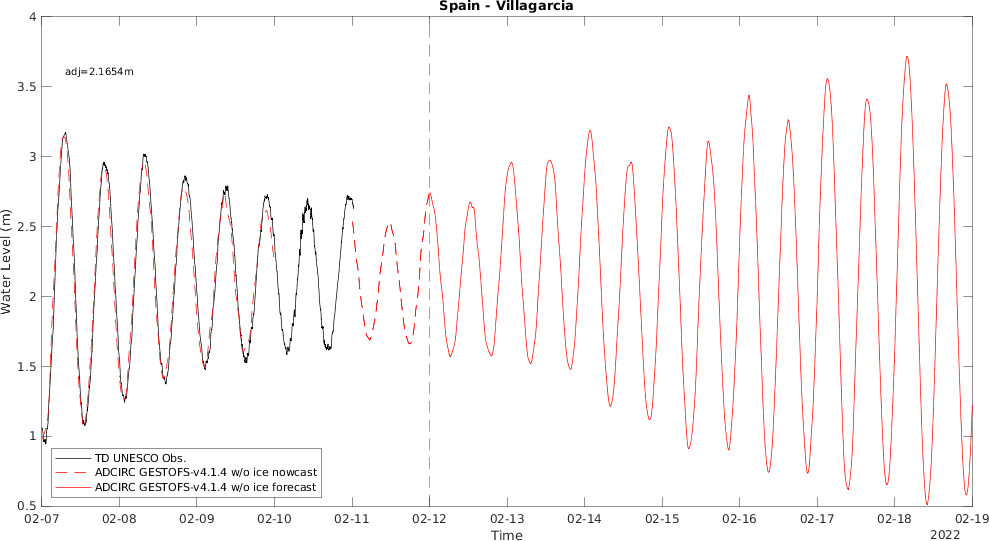 Spain - Villagarcia
4
adj=2.1654m
3.5
3
2.5
Water Level (m)
2
1.5
1
TD UNESCO Obs.
ADCIRC GESTOFS-v4.1.4 w/o ice nowcast
ADCIRC GESTOFS-v4.1.4 w/o ice forecast
0.5
02-07 02-08 02-09 02-10 02-11 02-12 02-13 02-14 02-15 02-16 02-17 02-18 02-19
Time
2022